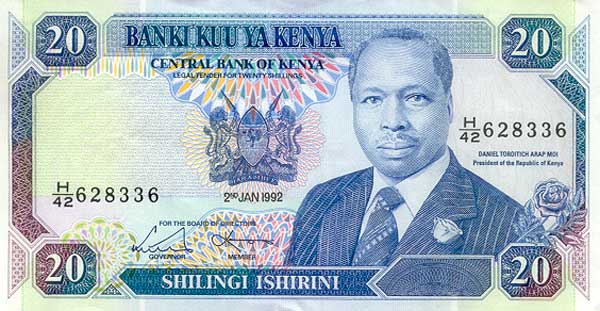 20
BANKI KUU YA KENYA
20
CENTRAL BANK OF KENYA
LEGAL TENDER FOR TWENTY SHILLINGS
H/42 628336
DANIEL TOROITICH ARAP MOI
President of the Republic of Kenya
H/42 628336
HARAMBEE
2ND JAN 1992
FOR THE BOARD OF DIRECTORS
GOVERNOR
MEMBER
20
SHILINGI ISHIRINI
20